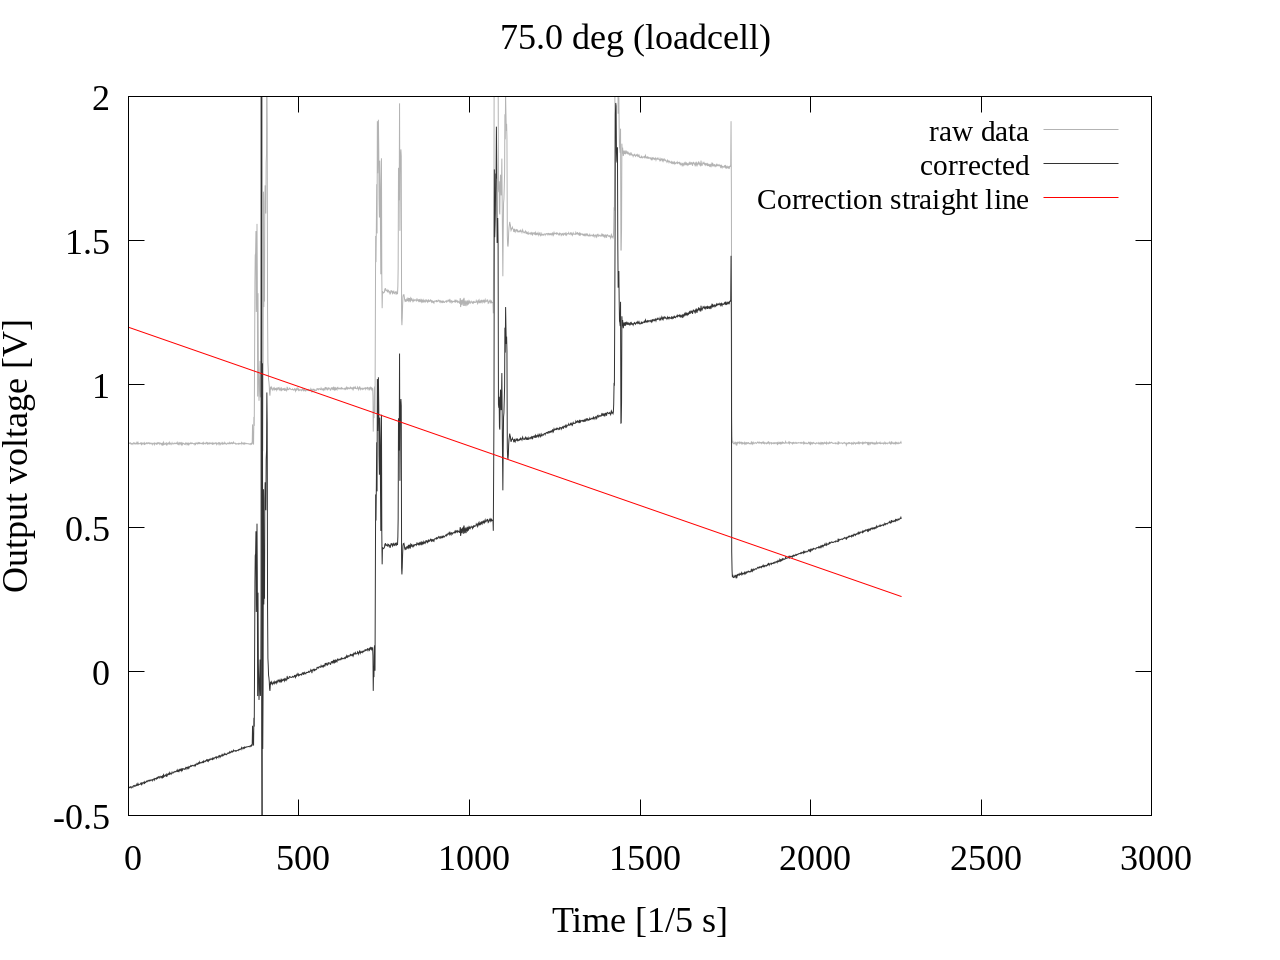 75.0 deg (loadcell)
2
1.5
1
0.5
0
-0.5
Output voltage [V]
raw data
corrected
Correction straight line
0 500 1000 1500 2000 2500 3000
Time [1/5 s]